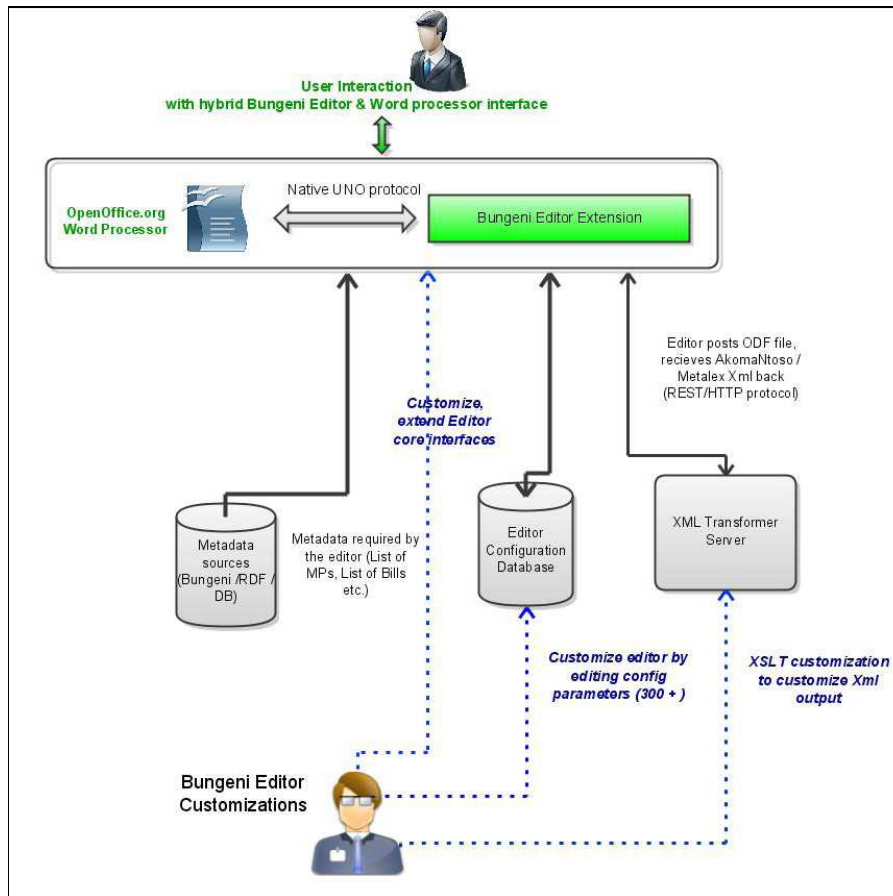 User Interaction
with hybrid Bungeni Editor & Word processor interface
OpenOffice.org
Word Processor
Native UNO protocol
Bungeni Editor Extension
Editor posts ODF file,
recieves AkomaNtoso /
Metalex Xml back
(REST/HTTP protocol)
Customize,
extend Editor
core interfaces
Metadata
sources
(Bungeni /RDF /
DB)
Metadata required by
the editor (List of
MPs, List of Bills
etc.)
Editor
Configuration
Database
XML Transformer
Server
Customize editor by
editing config
parameters (300 + )
XSLT customization
to customize Xml
output
Bungeni Editor
Customizations